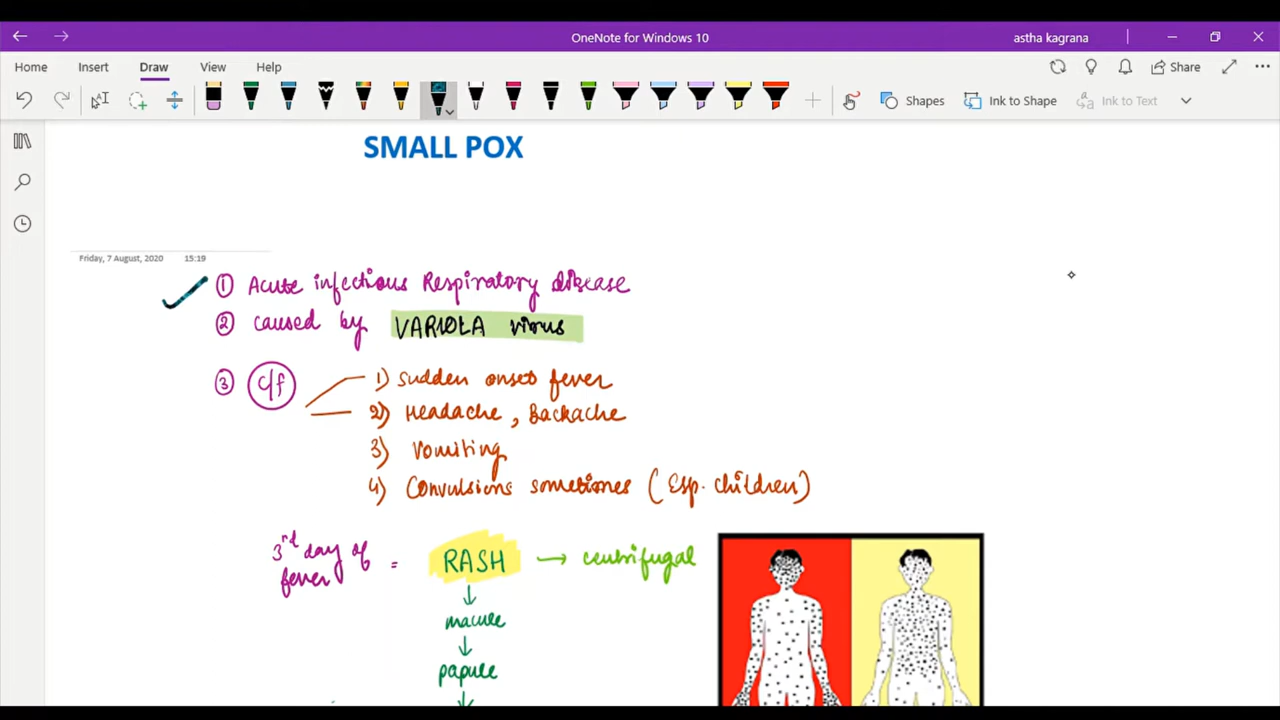 OneNote for Windows 10
astha kagrana
Home Insert Draw View Help
Share
Shapes Ink to Shape Ink to Text
SMALL POX
Friday, 7 August, 2020 15:19
① Acute infectious Respiratory disease
② caused by VARIOLA virus
③ c/f
1) Sudden onset fever
2) Headache, Backache
3) Vomiting
4) Convulsions sometimes (Esp. children)
3rd day of fever = RASH → centrifugal
↓
macule
↓
papule
↓